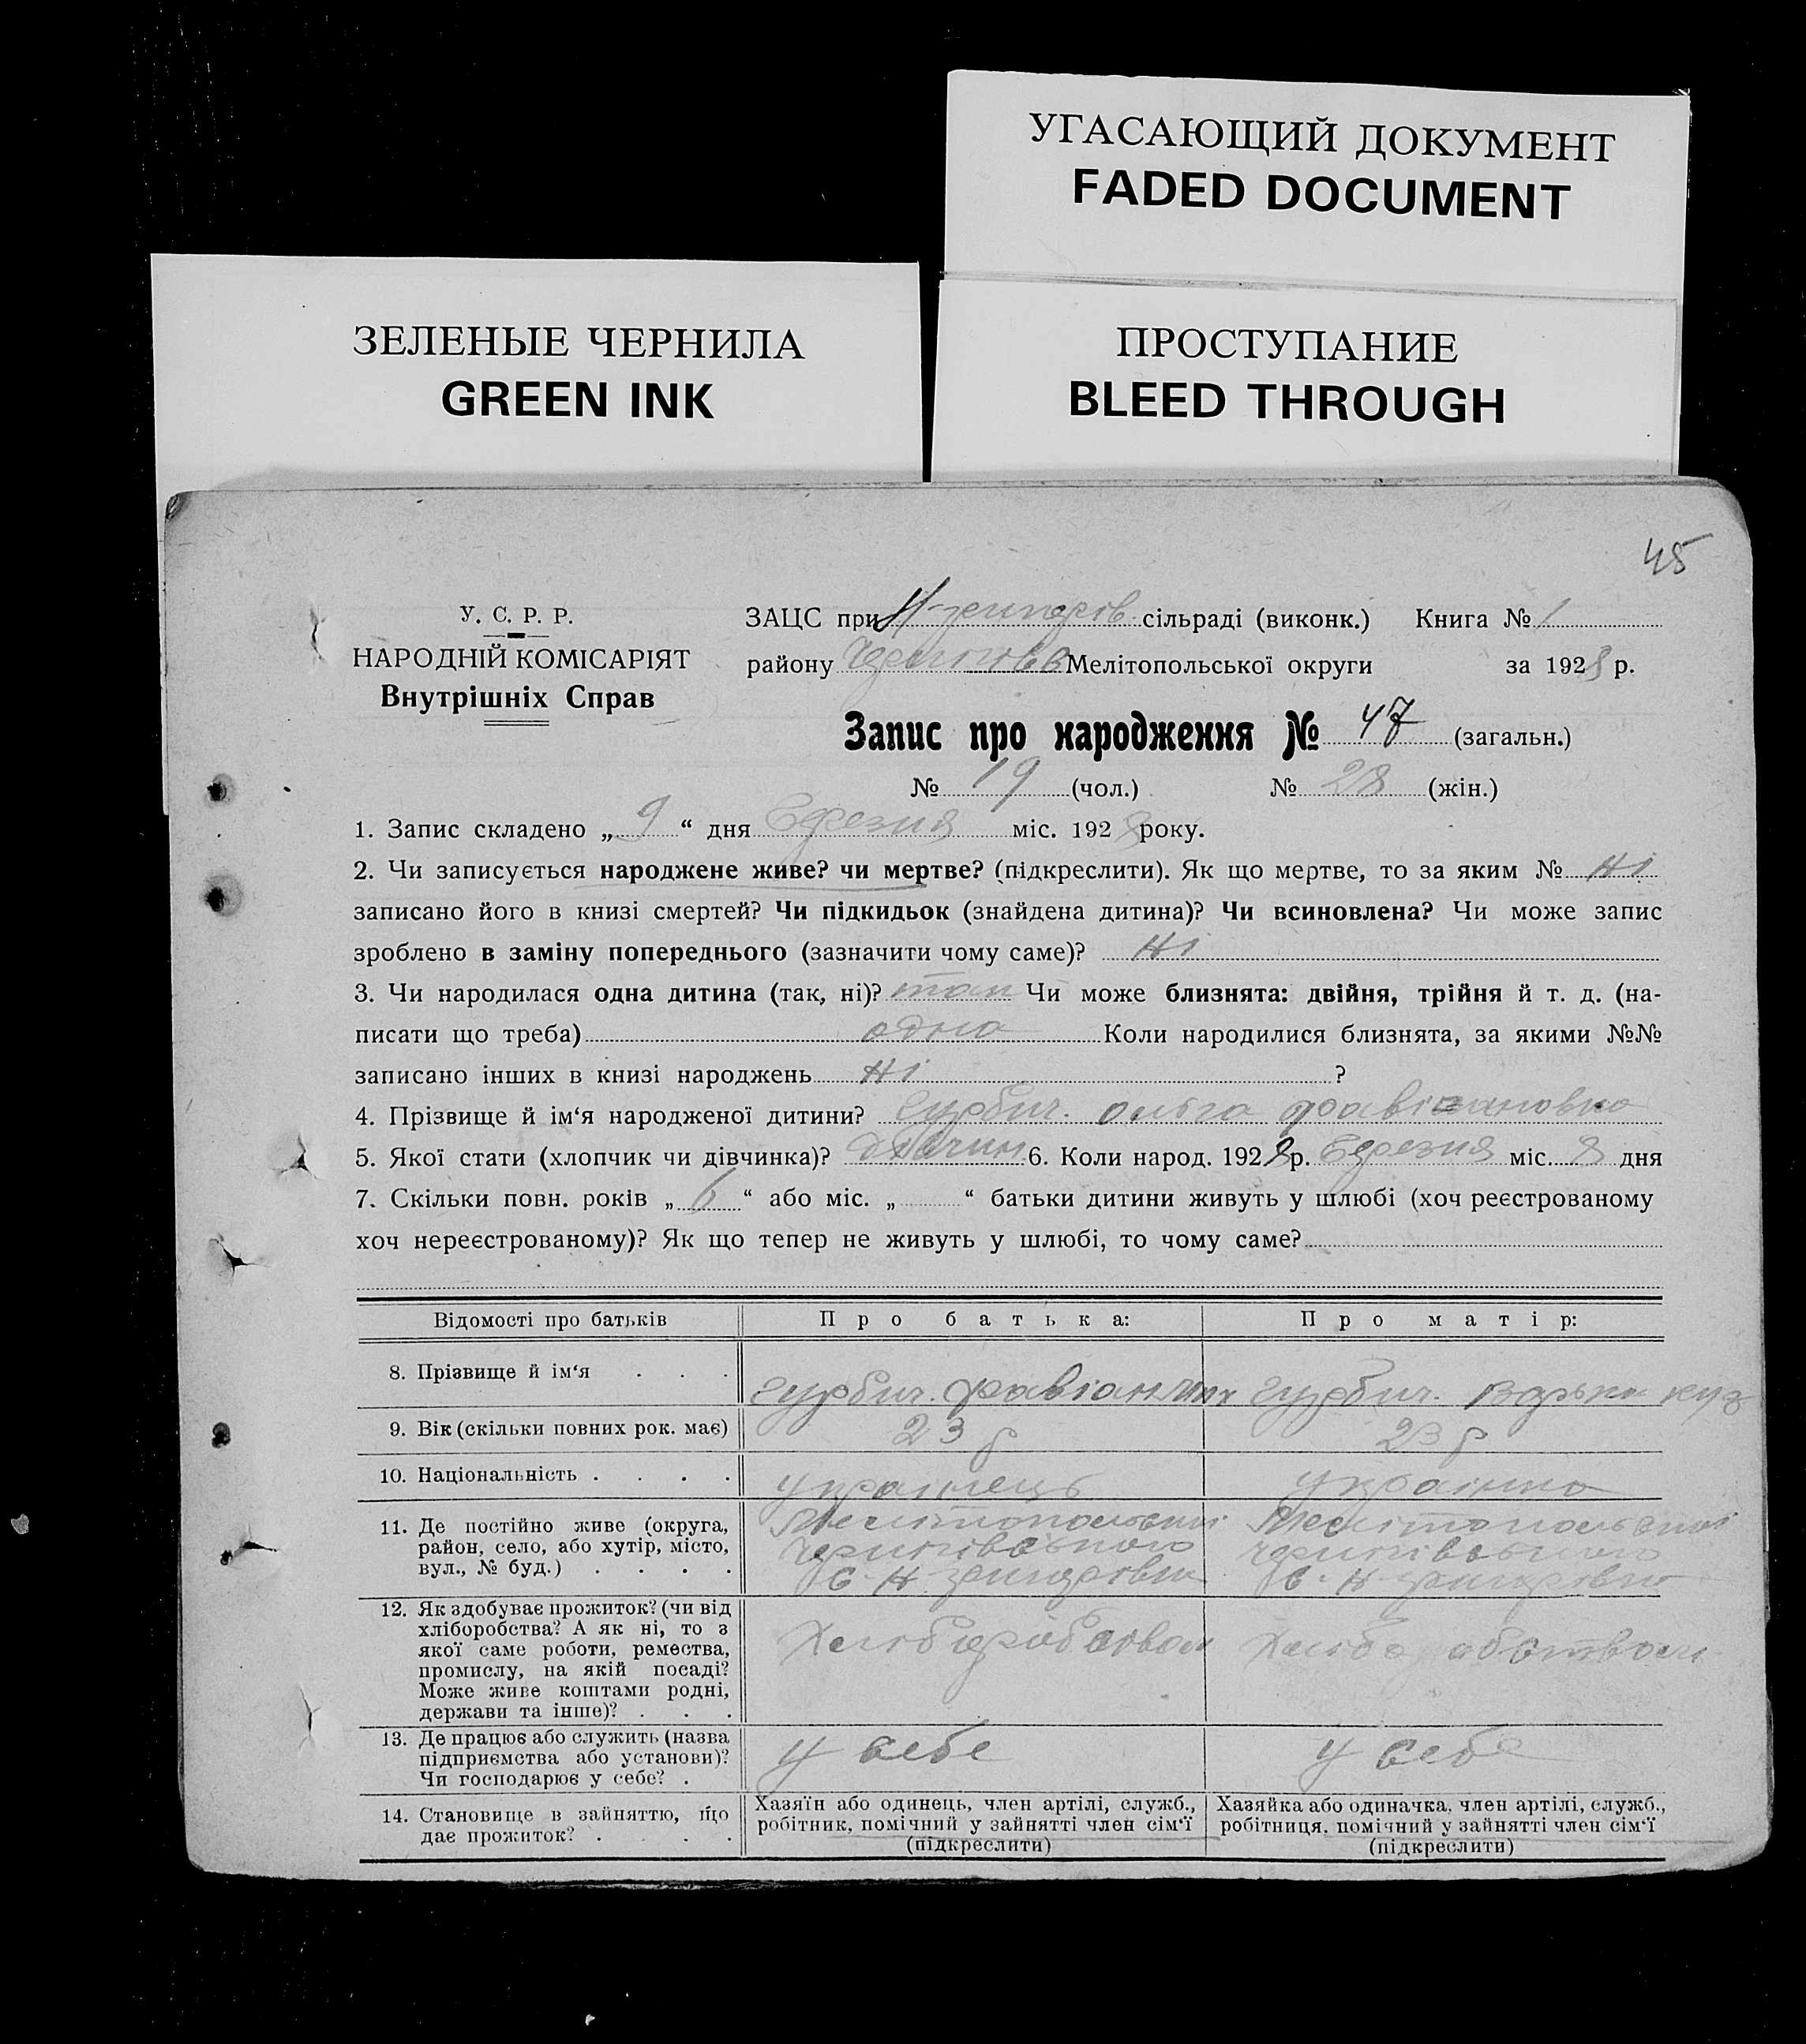 УГАСАЮЩИЙ ДОКУМЕНТ
FADED DOCUMENT
ЗЕЛЕНЫЕ ЧЕРНИЛА
GREEN INK
ПРОСТУПАНИЕ
BLEED THROUGH
45
У. С. Р. Р.
НАРОДНІЙ КОМІСАРІЯТ
Внутрішніх Справ
ЗАЦС при сільраді (виконк.) Книга № 1
району Мелітопольської округи за 1928 р.
Запис про народження № 47 (загальн.)
№ 19 (чол.) № 28 (жін.)
1. Запис складено „ 9 “ дня березня міс. 1928 року.
2. Чи записується народжене живе? чи мертве? (підкреслити). Як що мертве, то за яким № ні
записано його в книзі смертей? Чи підкидьок (знайдена дитина)? Чи всиновлена? Чи може запис
зроблено в заміну попереднього (зазначити чому саме)? ні
3. Чи народилася одна дитина (так, ні)? так Чи може близнята: двійня, трійня й т. д. (на-
писати що треба) одна Коли народилися близнята, за якими №№
записано інших в книзі народжень ні ?
4. Прізвище й ім‘я народженої дитини? Гурбич. Ольга
5. Якої стати (хлопчик чи дівчинка)? 6. Коли народ. 1928 р. березня міс. 8 дня
7. Скільки повн. років „ 6 “ або міс. „ “ батьки дитини живуть у шлюбі (хоч реєстрованому
хоч нереєстрованому)? Як що тепер не живуть у шлюбі, то чому саме?
Відомості про батьків Про батька: Про матір:
8. Прізвище й ім‘я . . . Гурбич. Гурбич.
9. Вік (скільки повних рок. має) 23 р 23 р
10. Національність . . . . українець українка
11. Де постійно живе (округа,
район, село, або хутір, місто,
вул., № буд.) . . . .
Мелітопольської
Черниговського
Мелітопольської
Черниговського
12. Як здобуває прожиток? (чи від
хліборобства? А як ні, то з
якої саме роботи, ремества,
промислу, на якій посаді?
Може живе коштами родні,
держави та інше)? . . .
13. Де працює або служить (назва
підприємства або установи)?
Чи господарює у себе? .
у себе у себе
14. Становище в зайняттю, що
дає прожиток? . . . .
Хазяїн або одинець, член артілі, служб.,
робітник, помічний у зайнятті член сім‘ї
(підкреслити)
Хазяйка або одиначка, член артілі, служб.,
робітниця, помічний у зайнятті член сім‘ї
(підкреслити)